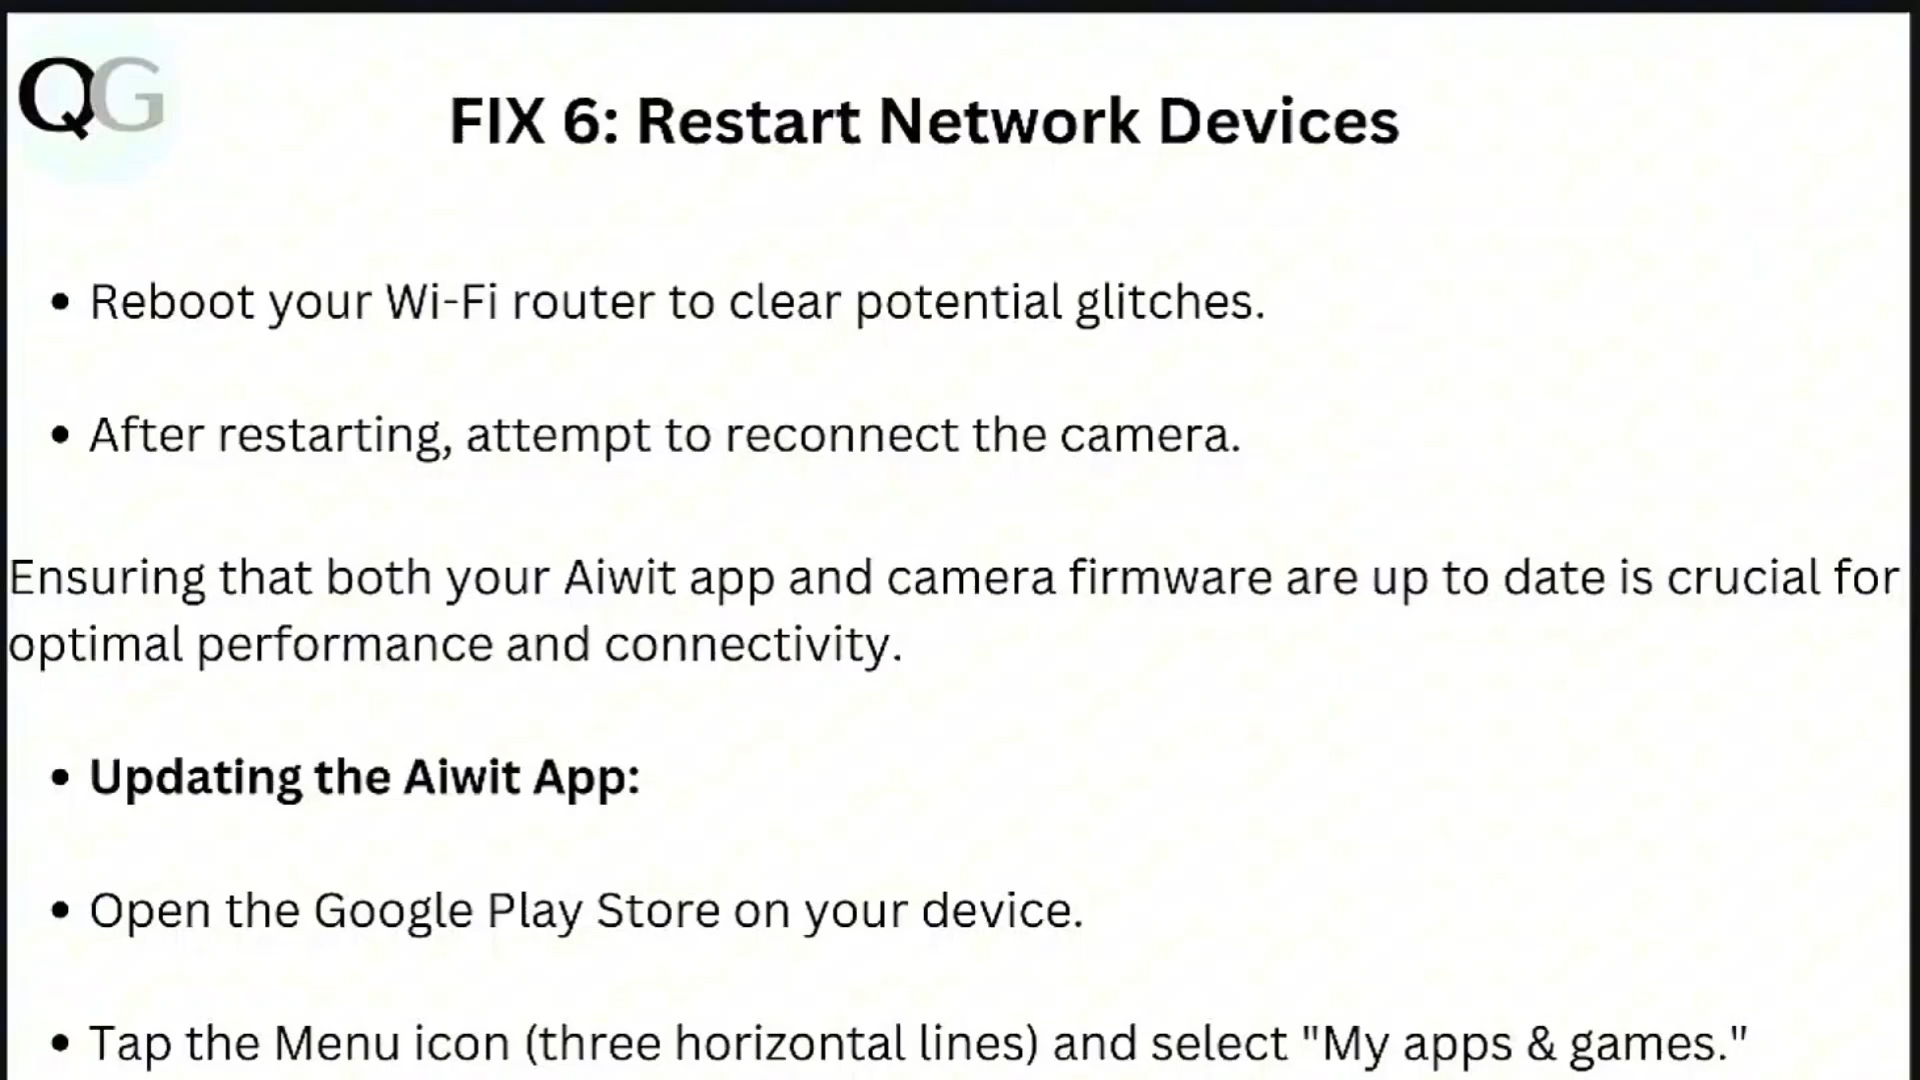 QG
FIX 6: Restart Network Devices
• Reboot your Wi-Fi router to clear potential glitches.
• After restarting, attempt to reconnect the camera.
Ensuring that both your Aiwit app and camera firmware are up to date is crucial for
optimal performance and connectivity.
• Updating the Aiwit App:
• Open the Google Play Store on your device.
• Tap the Menu icon (three horizontal lines) and select "My apps & games."